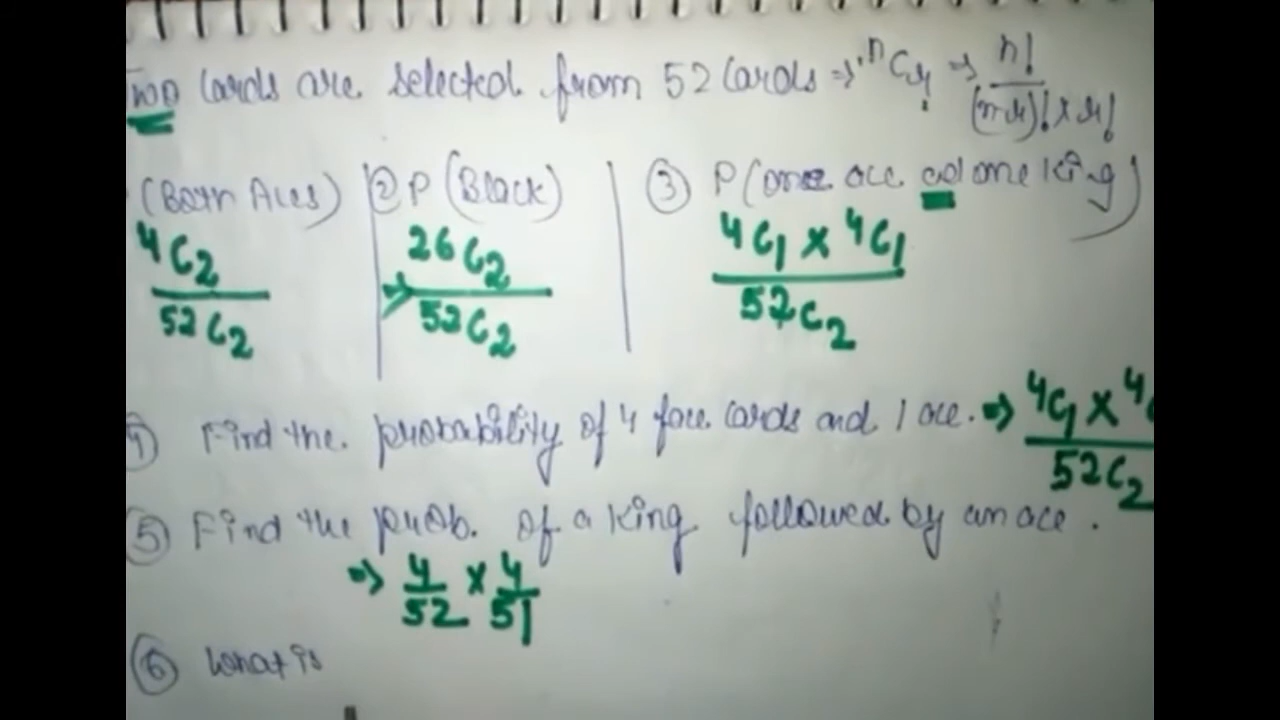 Two cards are selected from 52 cards ⇒ ⁿCᵣ ⇒ n!/(n-r)!×r!
(Both Aces) ② P (Black) ③ P (one ace and one king)
⁴C₂/⁵²C₂ ⇒ ²⁶C₂/⁵²C₂ ⁴C₁ × ⁴C₁/⁵²C₂
④ Find the probability of 4 face cards and 1 ace. ⇒ ⁴C₁ × ⁴C/⁵²C₂
⑤ Find the prob. of a king followed by an ace.
⇒ 4/52 × 4/51
⑥ What is